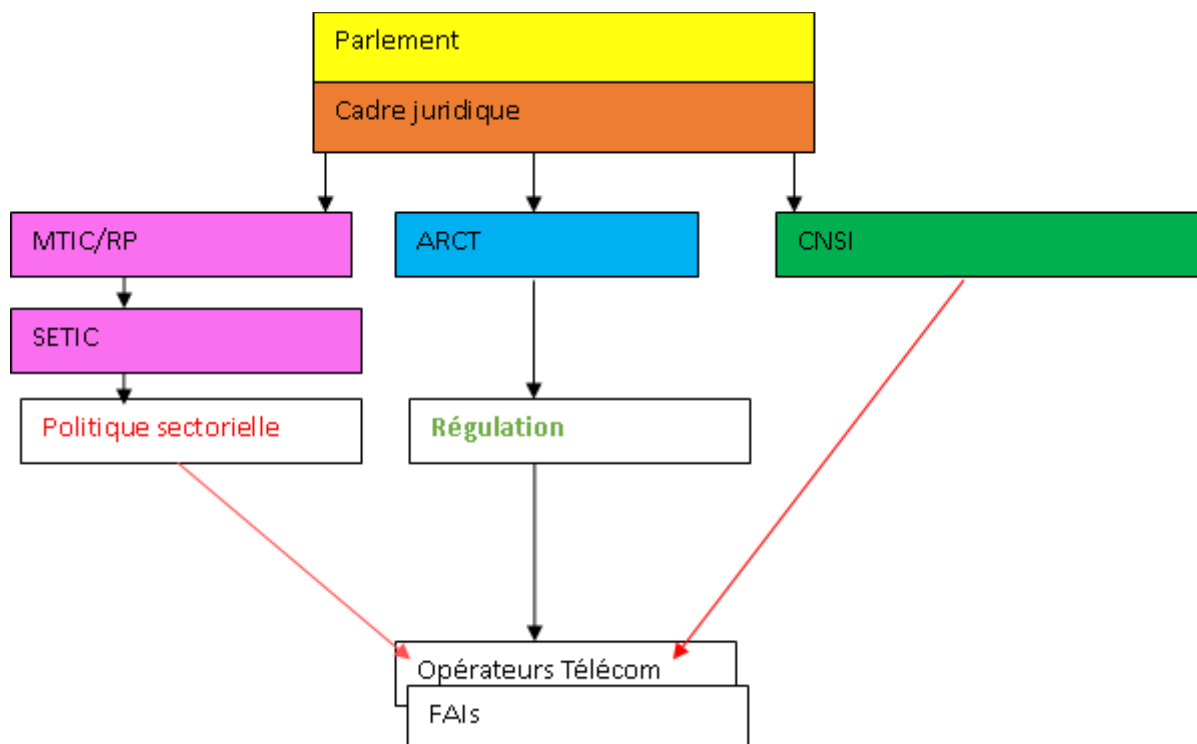 Parlement
Cadre juridique
MTIC/RP
ARCT
CNSI
SETIC
Politique sectorielle
Régulation
Opérateurs Télécom
FAIs